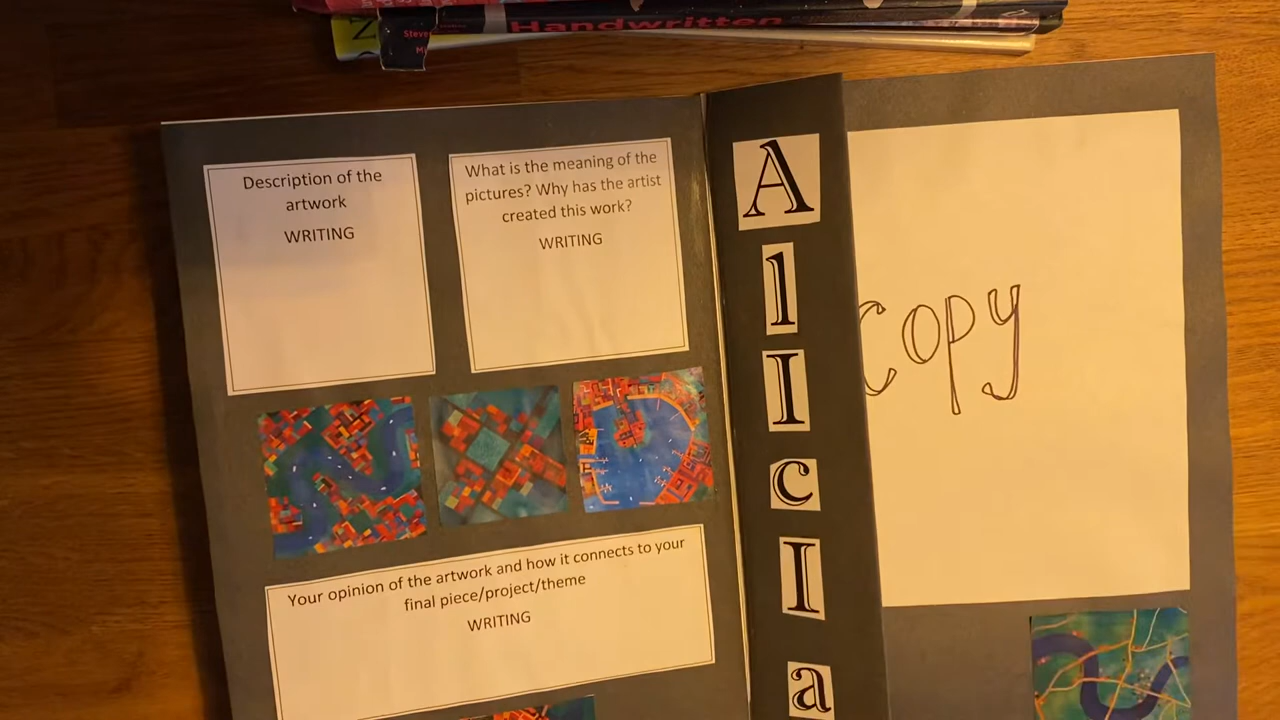 Handwritten
Steve
Description of the
artwork
WRITING
What is the meaning of the
pictures? Why has the artist
created this work?
WRITING
Your opinion of the artwork and how it connects to your
final piece/project/theme
WRITING
A
l
I
c
I
a
copy